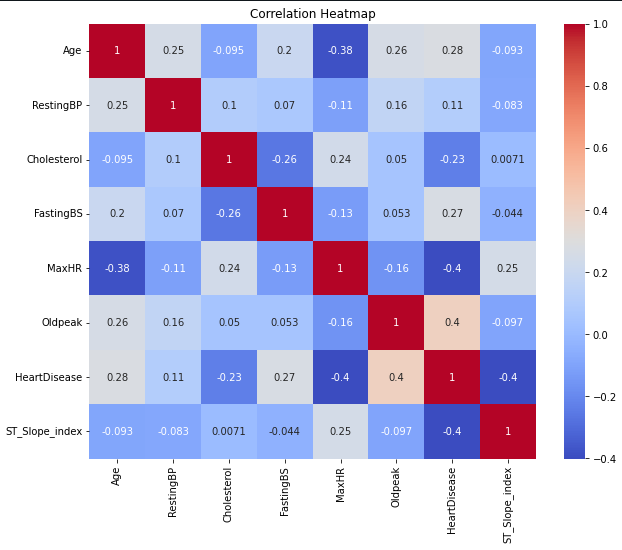 Correlation Heatmap
Age 1 0.25 -0.095 0.2 -0.38 0.26 0.28 -0.093
RestingBP 0.25 1 0.1 0.07 -0.11 0.16 0.11 -0.083
Cholesterol -0.095 0.1 1 -0.26 0.24 0.05 -0.23 0.0071
FastingBS 0.2 0.07 -0.26 1 -0.13 0.053 0.27 -0.044
MaxHR -0.38 -0.11 0.24 -0.13 1 -0.16 -0.4 0.25
Oldpeak 0.26 0.16 0.05 0.053 -0.16 1 0.4 -0.097
HeartDisease 0.28 0.11 -0.23 0.27 -0.4 0.4 1 -0.4
ST_Slope_index -0.093 -0.083 0.0071 -0.044 0.25 -0.097 -0.4 1
Age RestingBP Cholesterol FastingBS MaxHR Oldpeak HeartDisease ST_Slope_index
1.0
0.8
0.6
0.4
0.2
0.0
-0.2
-0.4